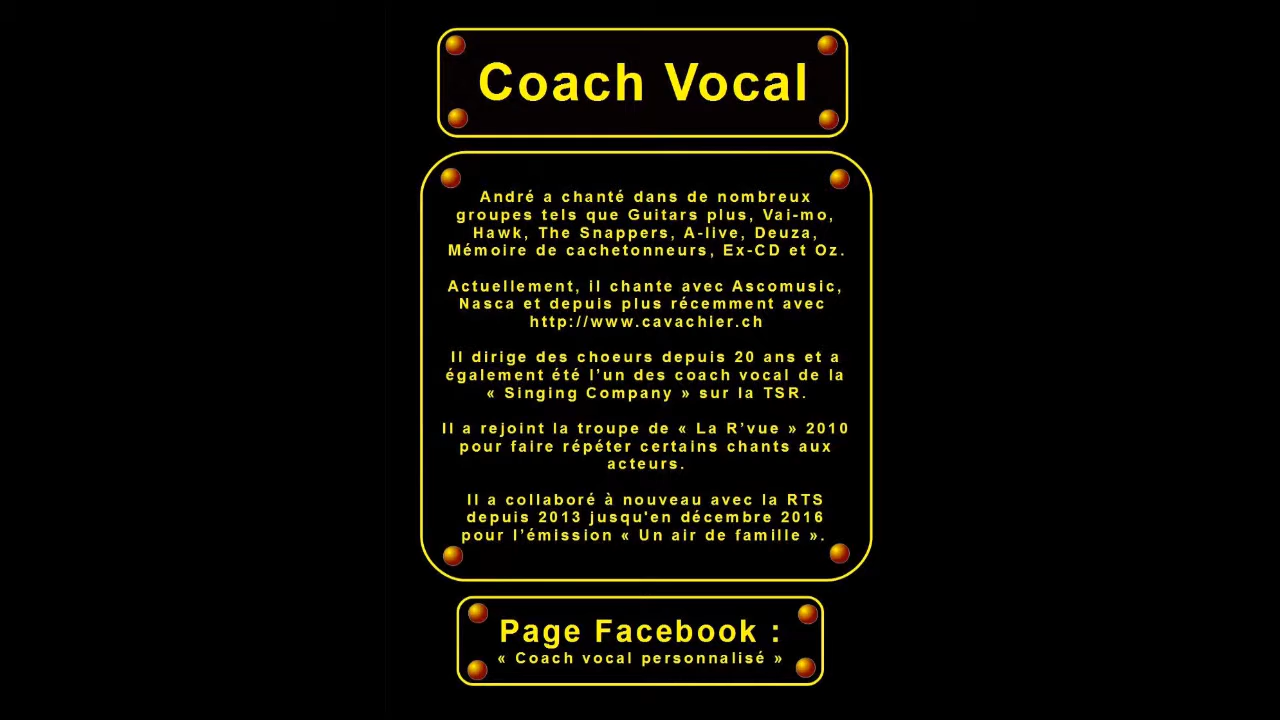 Coach Vocal
André a chanté dans de nombreux
groupes tels que Guitars plus, Vai-mo,
Hawk, The Snappers, A-live, Deuza,
Mémoire de cachetonneurs, Ex-CD et Oz.
Actuellement, il chante avec Ascomusic,
Nasca et depuis plus récemment avec
http://www.cavachier.ch
Il dirige des choeurs depuis 20 ans et a
également été l’un des coach vocal de la
« Singing Company » sur la TSR.
Il a rejoint la troupe de « La R’vue » 2010
pour faire répéter certains chants aux
acteurs.
Il a collaboré à nouveau avec la RTS
depuis 2013 jusqu'en décembre 2016
pour l’émission « Un air de famille ».
Page Facebook :
« Coach vocal personnalisé »